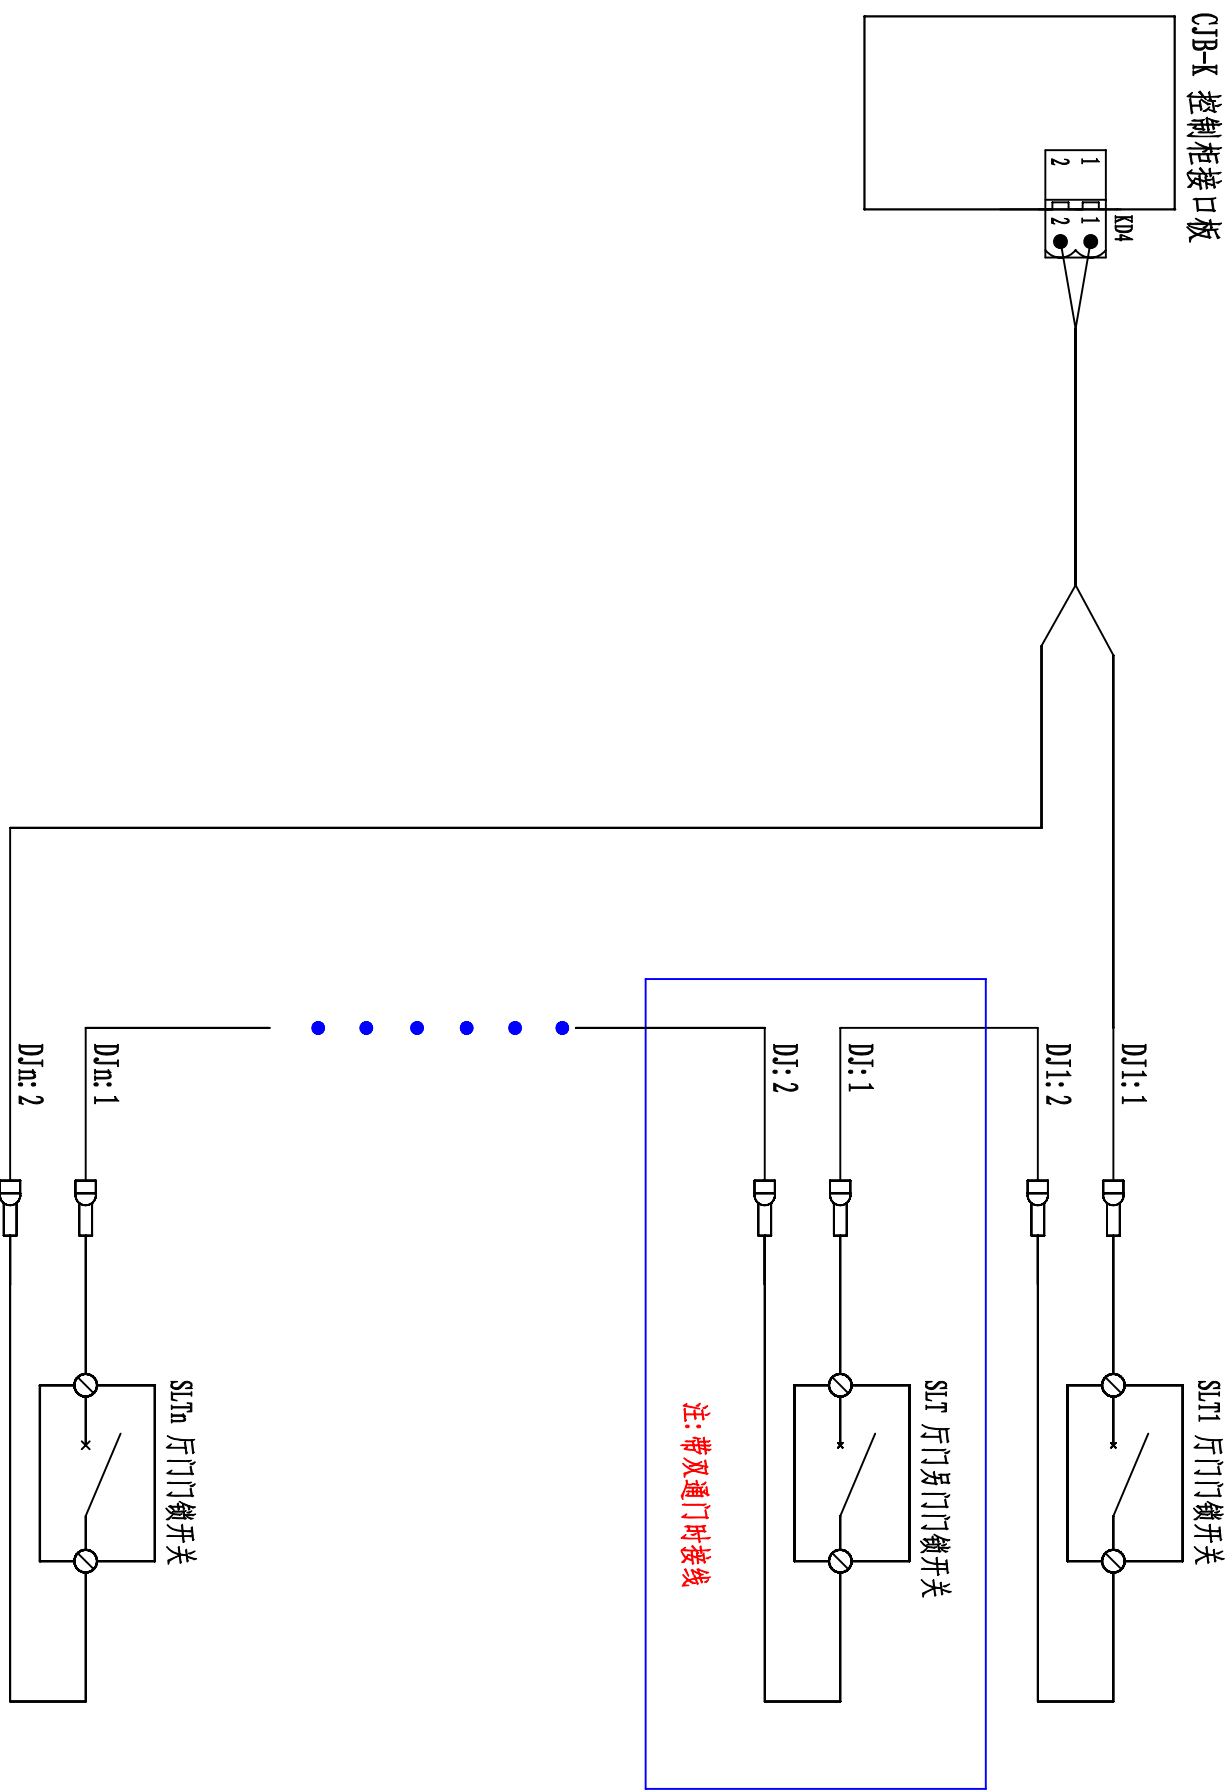 CJB-K 控制柜接口板
KD4
1
2
1
2
DJ1:1
DJ1:2
DJ:1
DJ:2
DJn:1
DJn:2
SLT1 厅门门锁开关
SLT 厅门另门门锁开关
注:带双通门时接线
SLTn 厅门门锁开关